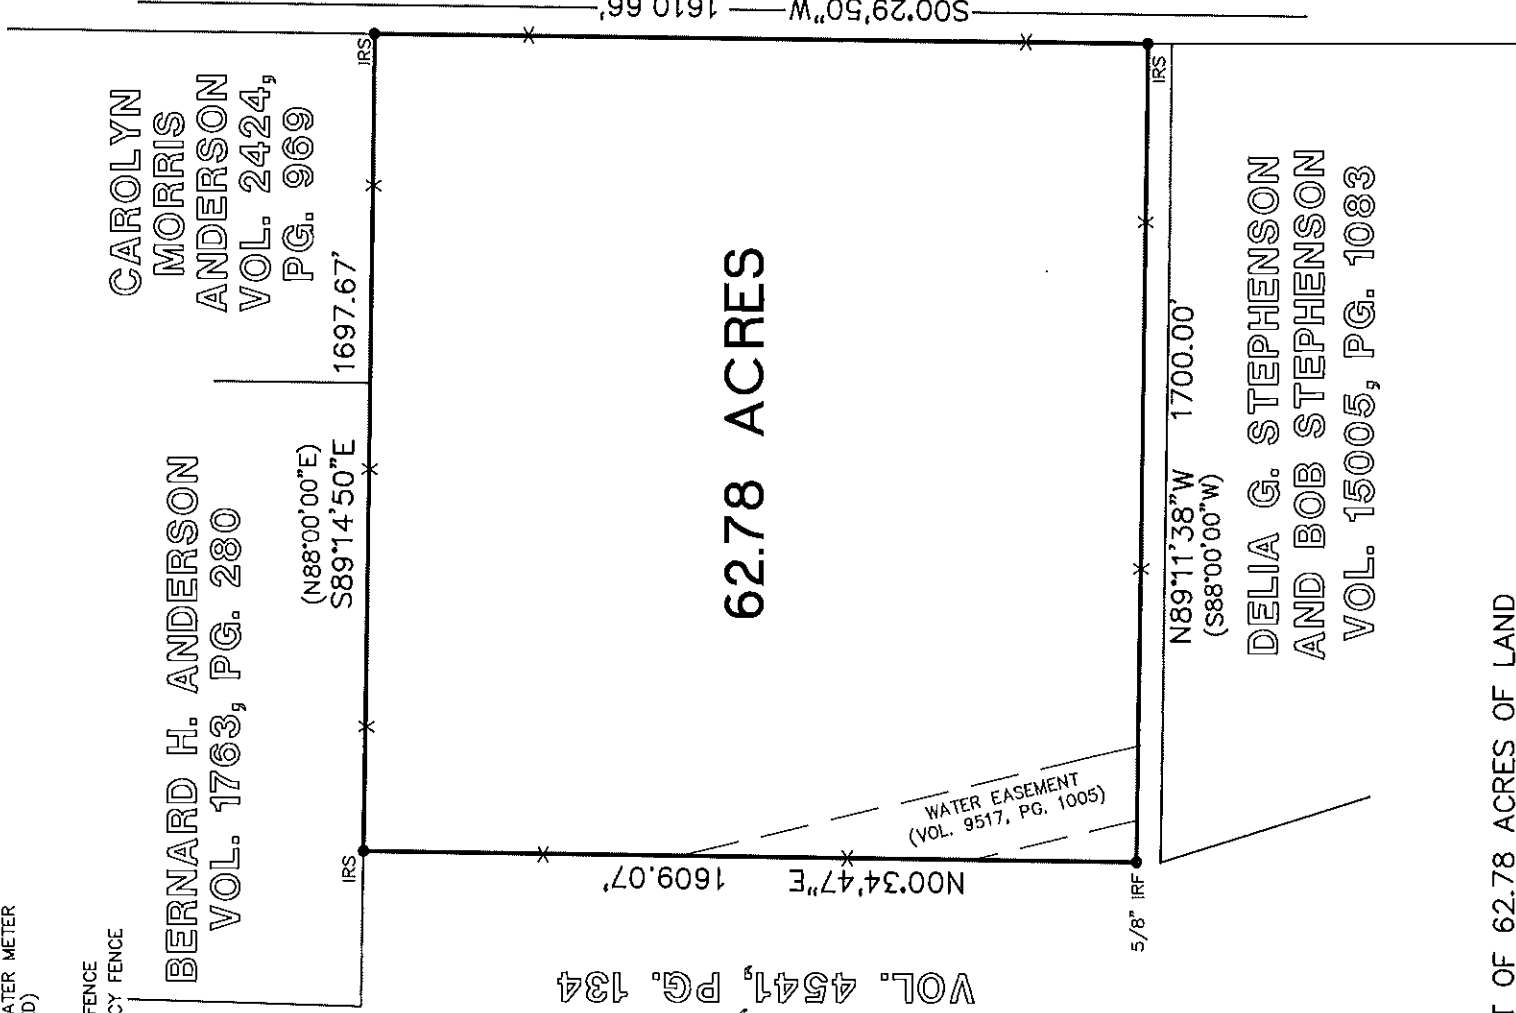 S00°29'50"W
1610.66'
IRS
IRS
CAROLYN
MORRIS
ANDERSON
VOL. 2424,
PG. 969
1697.67'
(N88°00'00"E)
S89°14'50"E
BERNARD H. ANDERSON
VOL. 1763, PG. 280
62.78 ACRES
WATER EASEMENT
(VOL. 9517, PG. 1005)
N89°11'38"W 1700.00'
(S88°00'00"W)
DELIA G. STEPHENSON
AND BOB STEPHENSON
VOL. 15005, PG. 1083
IRS
N00°34'47"E
1609.07'
5/8" IRF
VOL. 4541, PG. 134
ATER METER
D)
FENCE
CY FENCE
T OF 62.78 ACRES OF LAND